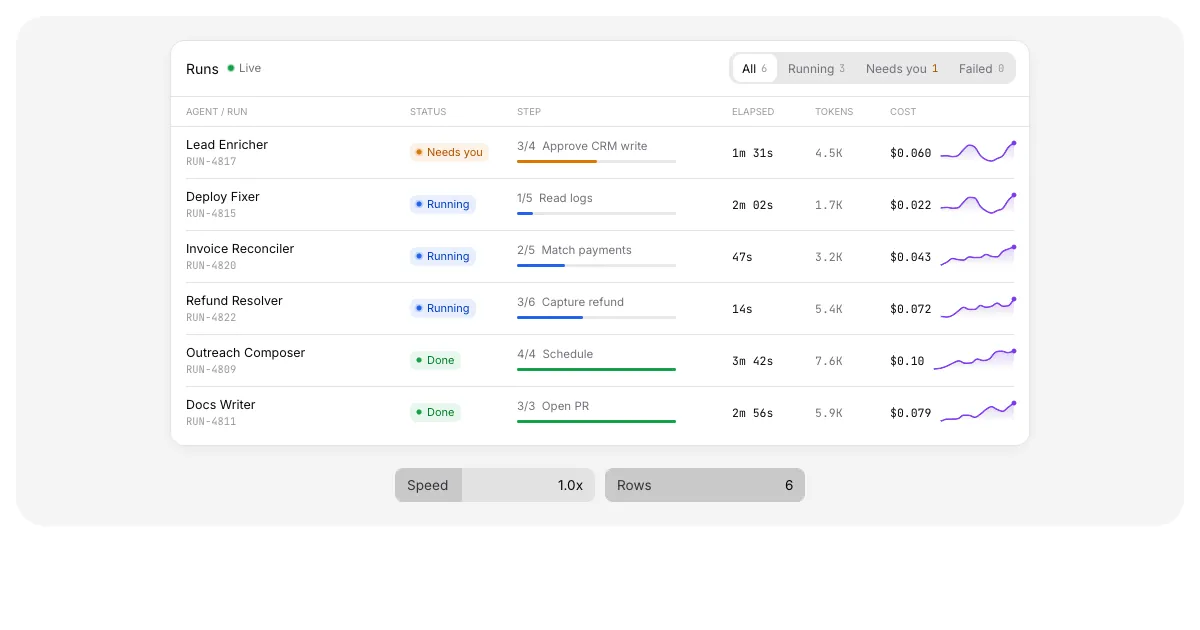 Runs Live All 6 Running 3 Needs you 1 Failed 0
AGENT / RUN STATUS STEP ELAPSED TOKENS COST
Lead Enricher
RUN-4817
Needs you
3/4 Approve CRM write
1m 31s 4.5K $0.060
Deploy Fixer
RUN-4815
Running
1/5 Read logs
2m 02s 1.7K $0.022
Invoice Reconciler
RUN-4820
Running
2/5 Match payments
47s 3.2K $0.043
Refund Resolver
RUN-4822
Running
3/6 Capture refund
14s 5.4K $0.072
Outreach Composer
RUN-4809
Done
4/4 Schedule
3m 42s 7.6K $0.10
Docs Writer
RUN-4811
Done
3/3 Open PR
2m 56s 5.9K $0.079
Speed 1.0x Rows 6